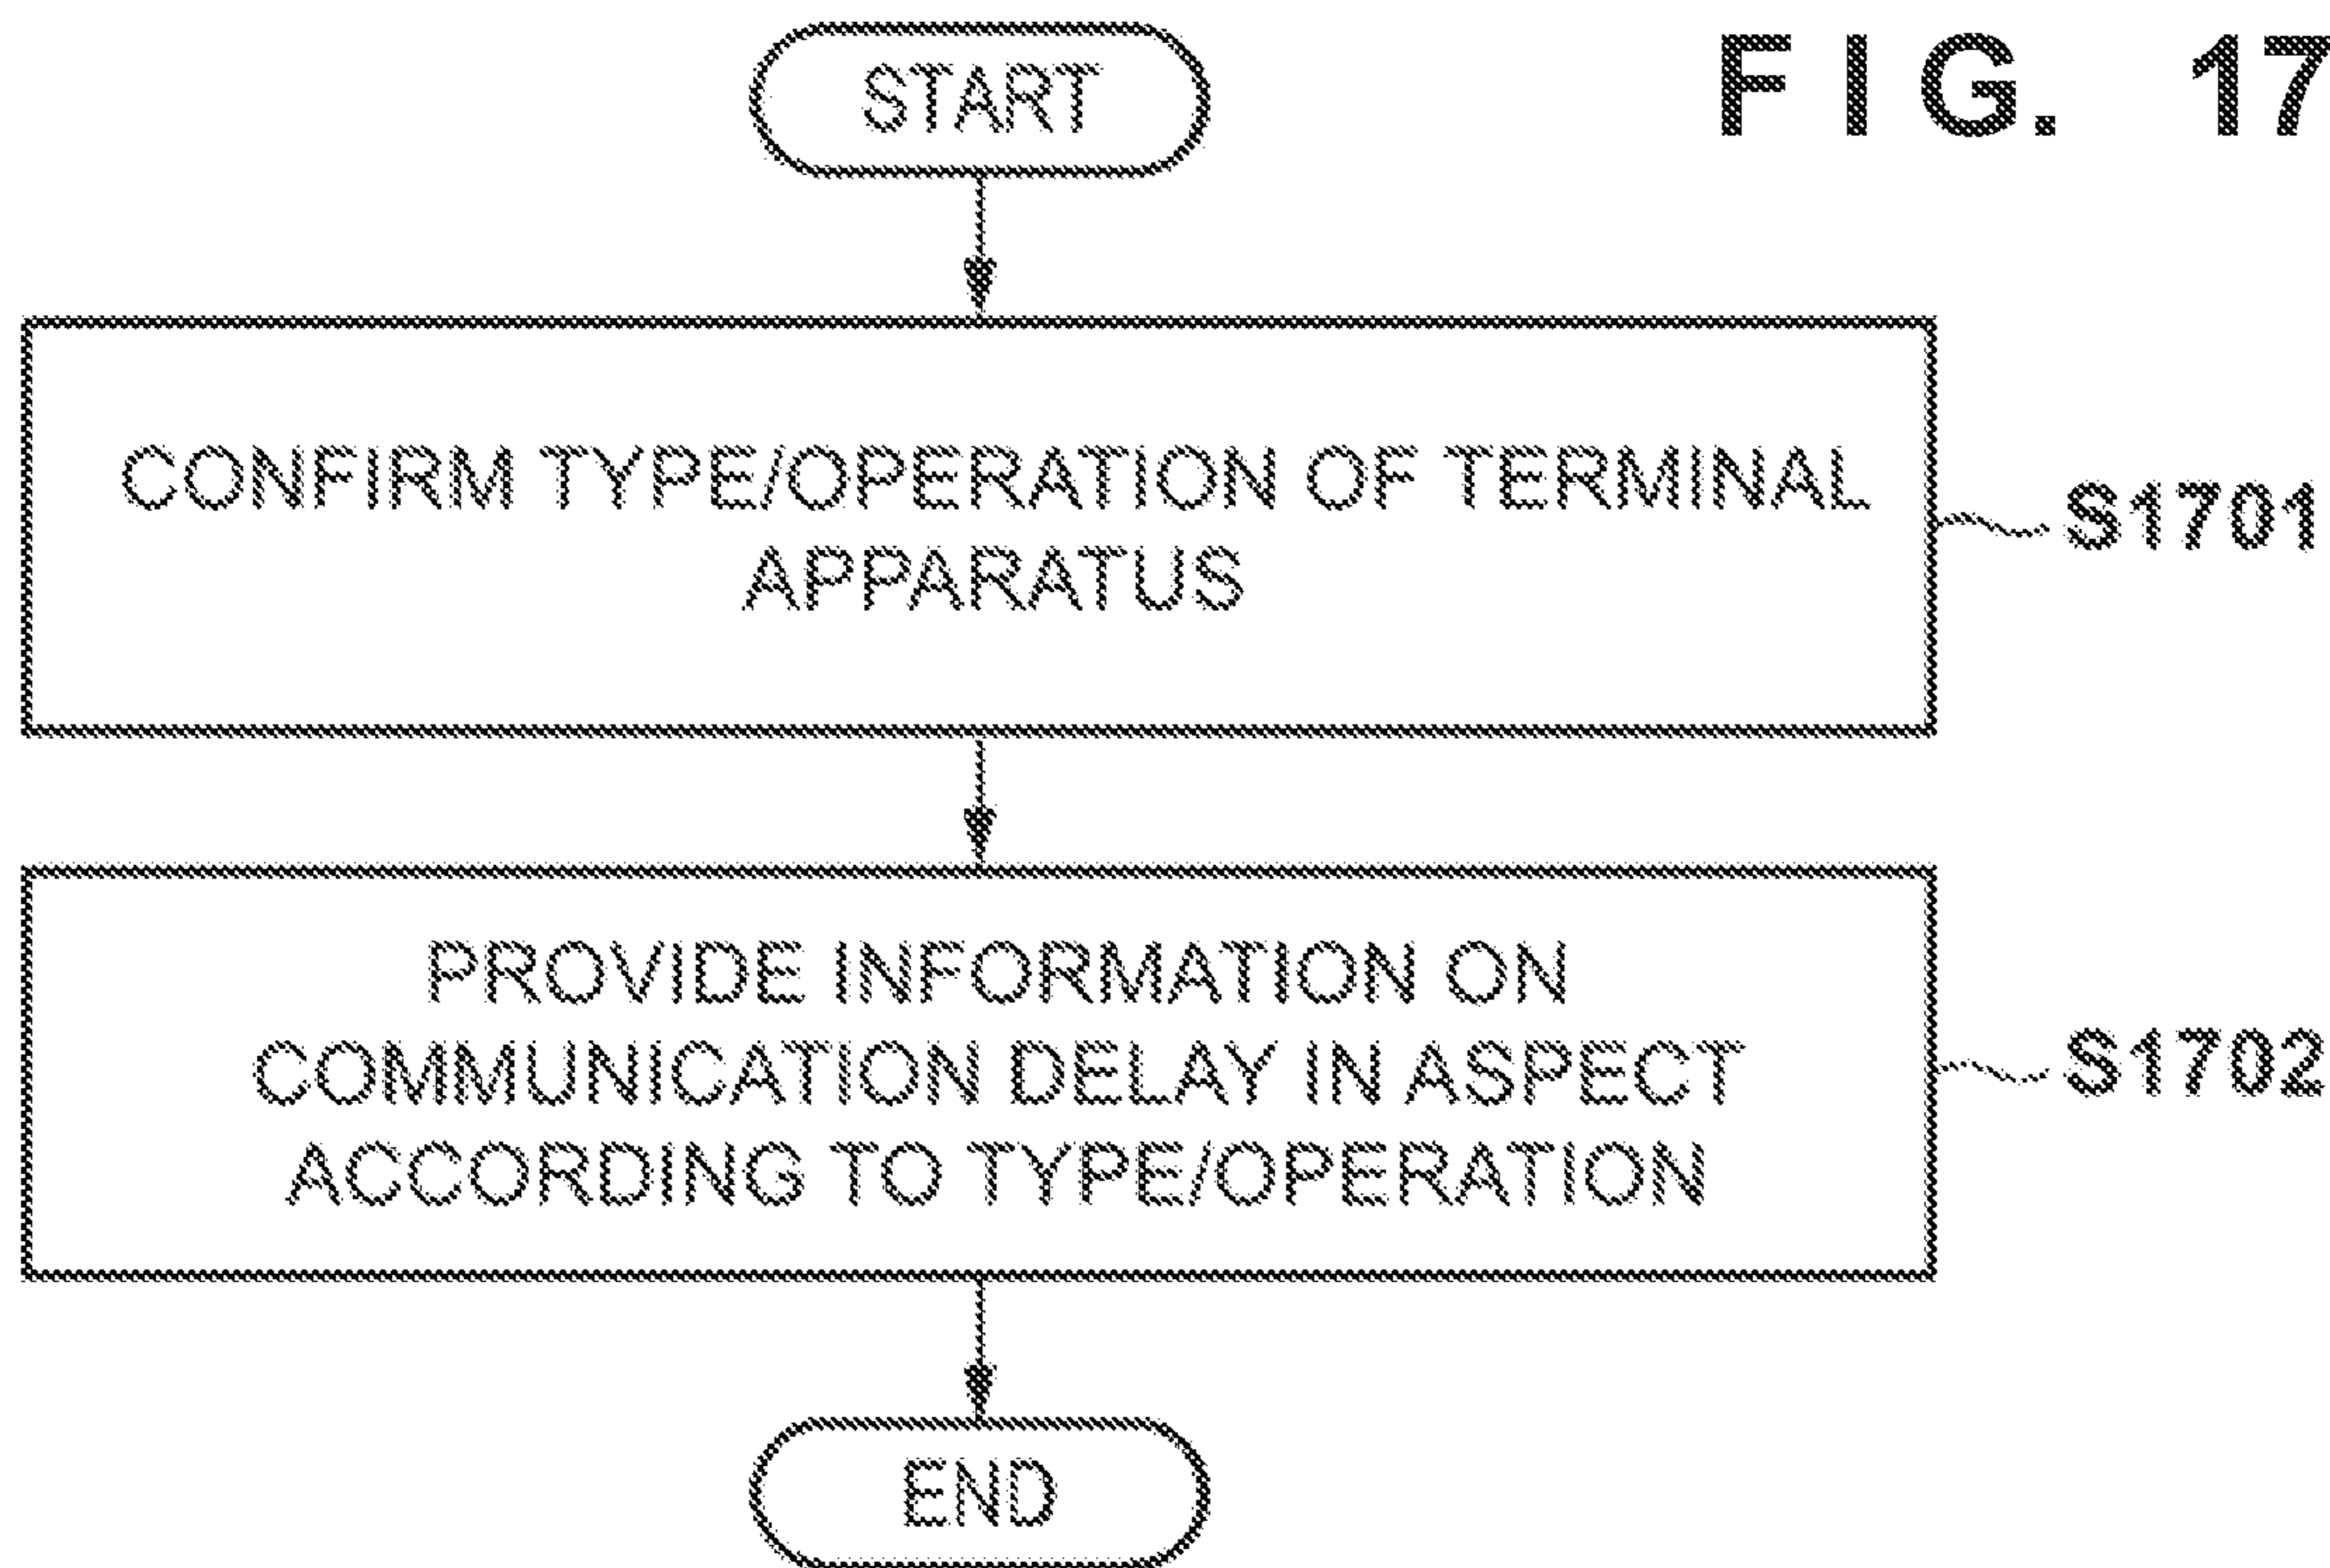 FIG. 17
START
CONFIRM TYPE/OPERATION OF TERMINAL
APPARATUS
S1701
PROVIDE INFORMATION ON
COMMUNICATION DELAY IN ASPECT
ACCORDING TO TYPE/OPERATION
S1702
END